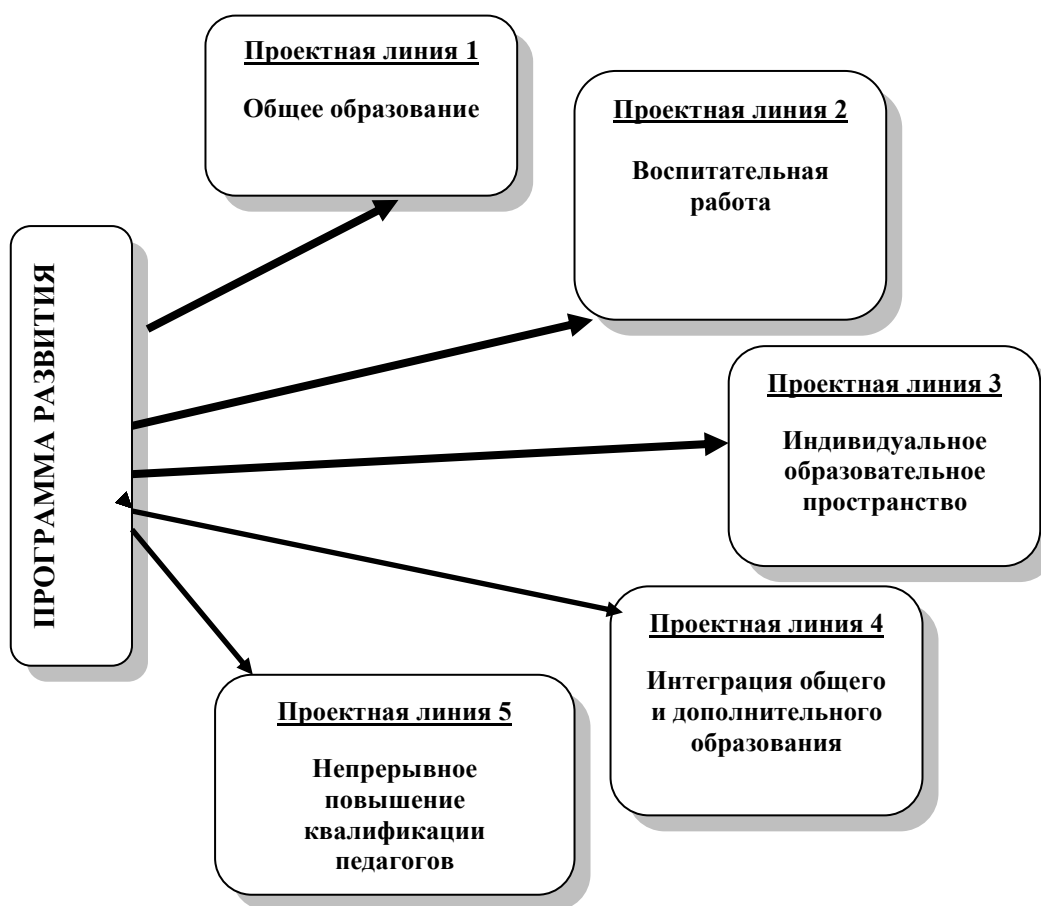 ПРОГРАММА РАЗВИТИЯ
Проектная линия 1
Общее образование
Проектная линия 2
Воспитательная
работа
Проектная линия 3
Индивидуальное
образовательное
пространство
Проектная линия 4
Интеграция общего
и дополнительного
образования
Проектная линия 5
Непрерывное
повышение
квалификации
педагогов